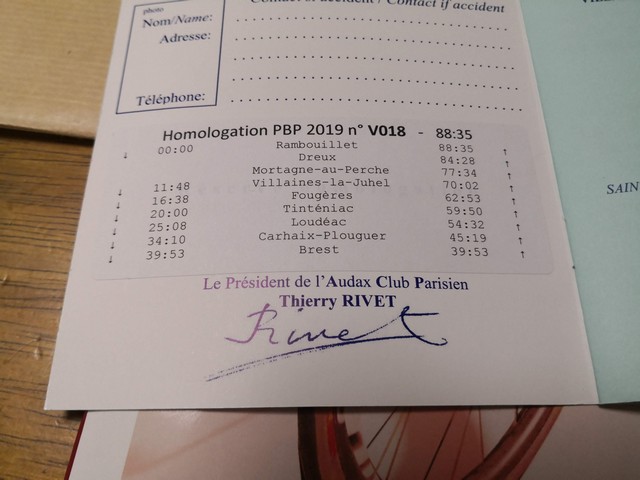 photo
Contact si accident / Contact if accident
Nom/Name:
Adresse:
Téléphone:
Homologation PBP 2019 n° V018 - 88:35
↓ 00:00 Rambouillet 88:35 ↑
Dreux 84:28
Mortagne-au-Perche 77:34 ↑
↓ 11:48 Villaines-la-Juhel 70:02 ↑
↓ 16:38 Fougères 62:53 ↑
↓ 20:00 Tinténiac 59:50 ↑
↓ 25:08 Loudéac 54:32 ↑
↓ 34:10 Carhaix-Plouguer 45:19 ↑
↓ 39:53 Brest 39:53 ↑
Le Président de l'Audax Club Parisien
Thierry RIVET
Rivet
SAIN